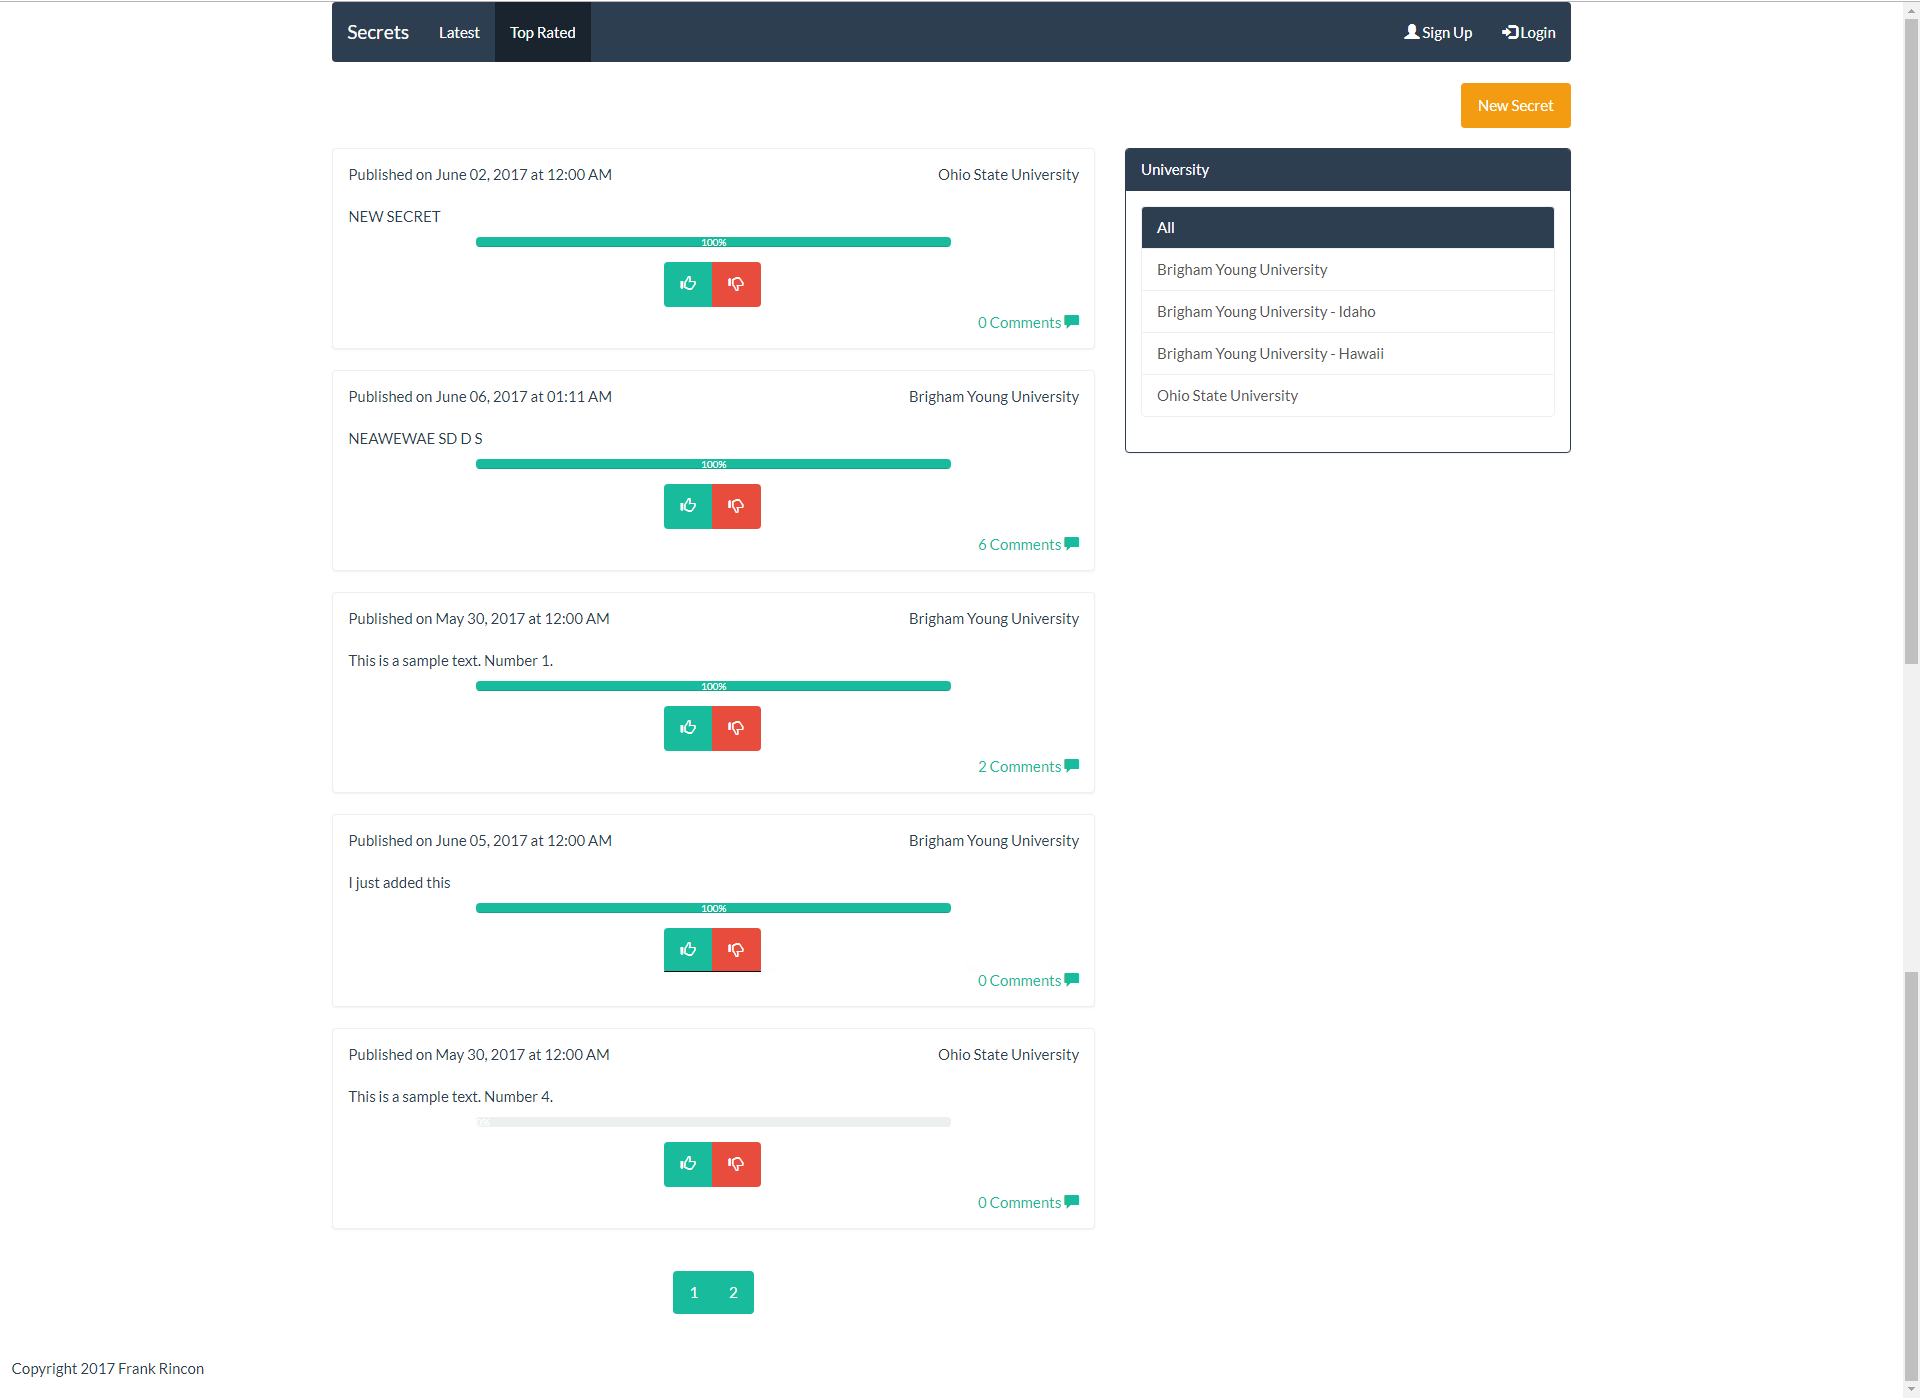 Secrets Latest Top Rated Sign Up Login
New Secret
Published on June 02, 2017 at 12:00 AM Ohio State University
NEW SECRET
100%
0 Comments
Published on June 06, 2017 at 01:11 AM Brigham Young University
NEAWEWAE SD D S
100%
6 Comments
Published on May 30, 2017 at 12:00 AM Brigham Young University
This is a sample text. Number 1.
100%
2 Comments
Published on June 05, 2017 at 12:00 AM Brigham Young University
I just added this
100%
0 Comments
Published on May 30, 2017 at 12:00 AM Ohio State University
This is a sample text. Number 4.
0 Comments
1 2
University
All
Brigham Young University
Brigham Young University - Idaho
Brigham Young University - Hawaii
Ohio State University
Copyright 2017 Frank Rincon